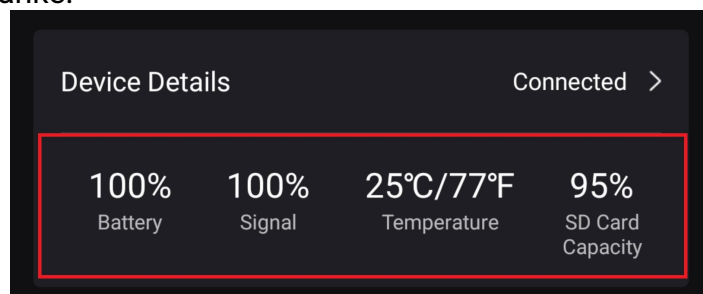 Device Details Connected
100% 100% 25℃/77℉ 95%
Battery Signal Temperature SD Card
Capacity